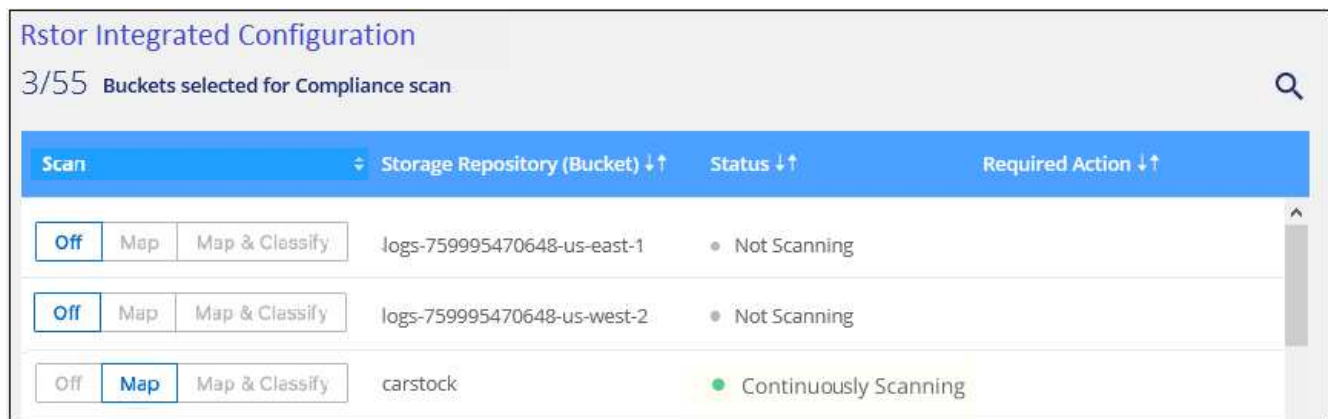 Rstor Integrated Configuration
3/55 Buckets selected for Compliance scan
Scan Storage Repository (Bucket) ↓↑ Status ↓↑ Required Action ↓↑
Off Map Map & Classify logs-759995470648-us-east-1 Not Scanning
Off Map Map & Classify logs-759995470648-us-west-2 Not Scanning
Off Map Map & Classify carstock Continuously Scanning